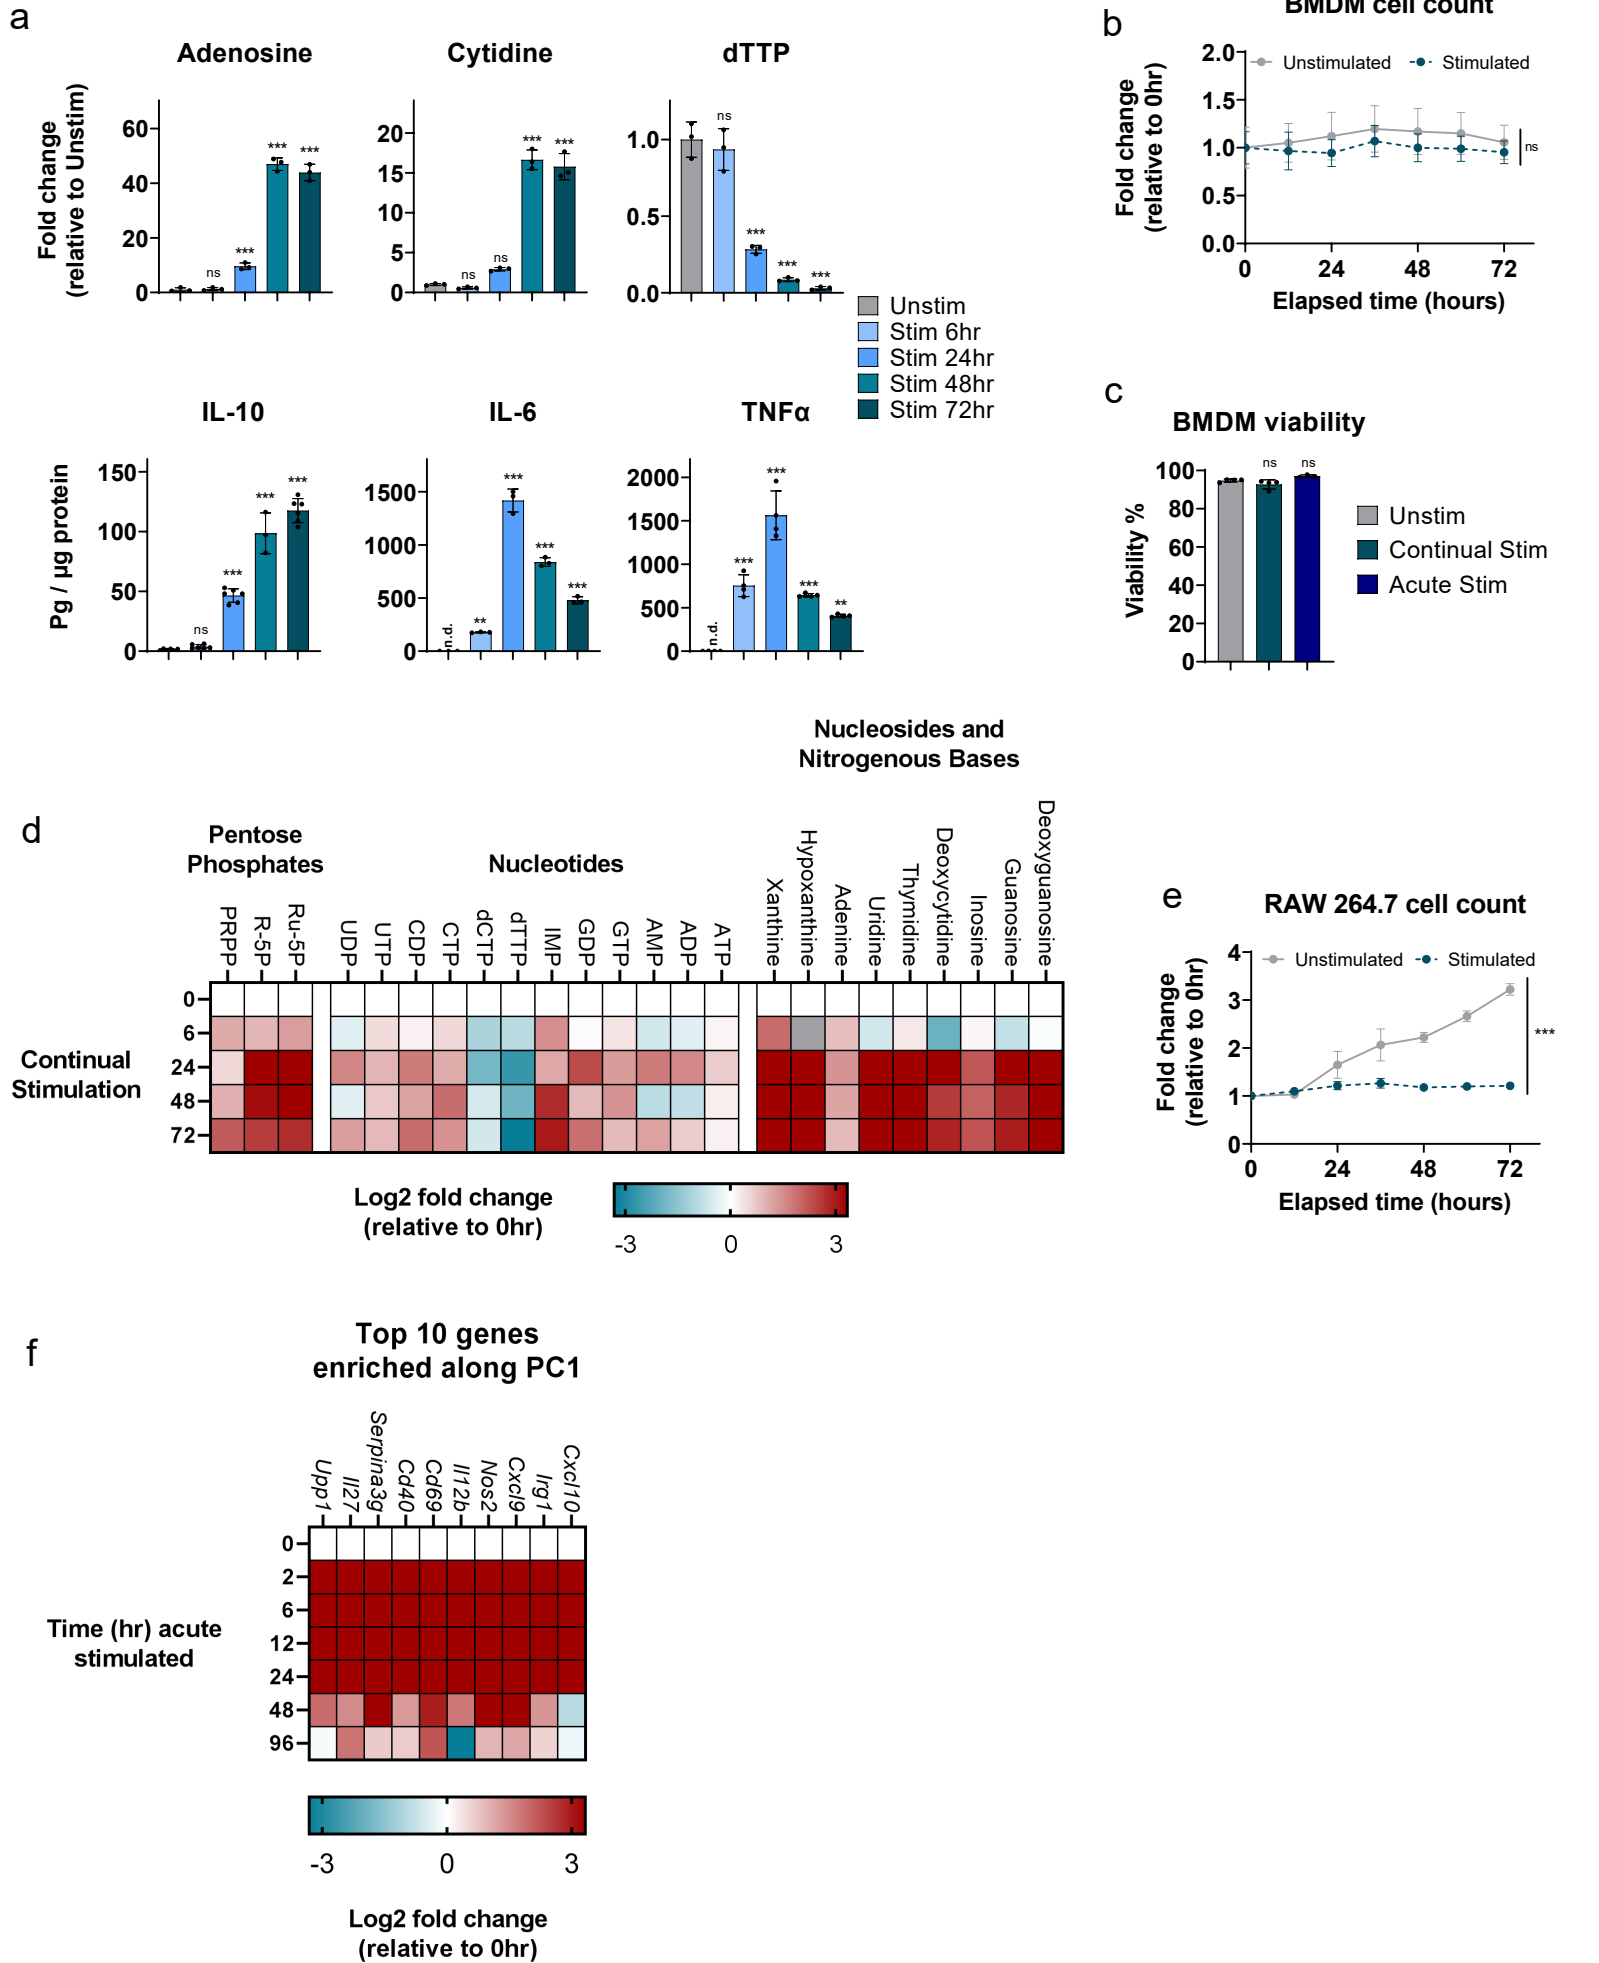 a
Adenosine
Cytidine
dTTP
Fold change
(relative to Unstim)
60
40
20
0
ns
***
***
***
20
15
10
5
0
ns
ns
***
***
1.0
0.5
0.0
ns
***
***
***
Unstim
Stim 6hr
Stim 24hr
Stim 48hr
Stim 72hr
IL-10
IL-6
TNFα
Pg / µg protein
150
100
50
0
ns
***
***
***
1500
1000
500
0
n.d.
**
***
***
***
2000
1500
1000
500
0
n.d.
***
***
***
**
b
BMDM cell count
Fold change
(relative to 0hr)
2.0
1.5
1.0
0.5
0.0
Unstimulated
Stimulated
ns
0
24
48
72
Elapsed time (hours)
c
BMDM viability
Viability %
100
80
60
40
20
0
ns
ns
Unstim
Continual Stim
Acute Stim
d
Pentose
Phosphates
Nucleotides
Nucleosides and
Nitrogenous Bases
PRPP
R-5P
Ru-5P
UDP
UTP
CDP
CTP
dCTP
dTTP
IMP
GDP
GTP
AMP
ADP
ATP
Xanthine
Hypoxanthine
Adenine
Uridine
Thymidine
Deoxycytidine
Inosine
Guanosine
Deoxyguanosine
Continual
Stimulation
0
6
24
48
72
Log2 fold change
(relative to 0hr)
-3
0
3
e
RAW 264.7 cell count
Fold change
(relative to 0hr)
4
3
2
1
0
Unstimulated
Stimulated
***
0
24
48
72
Elapsed time (hours)
f
Top 10 genes
enriched along PC1
Upp1
Il27
Serpina3g
Cd40
Cd69
Il12b
Nos2
Cxcl9
Irg1
Cxcl10
Time (hr) acute
stimulated
0
2
6
12
24
48
96
-3
0
3
Log2 fold change
(relative to 0hr)